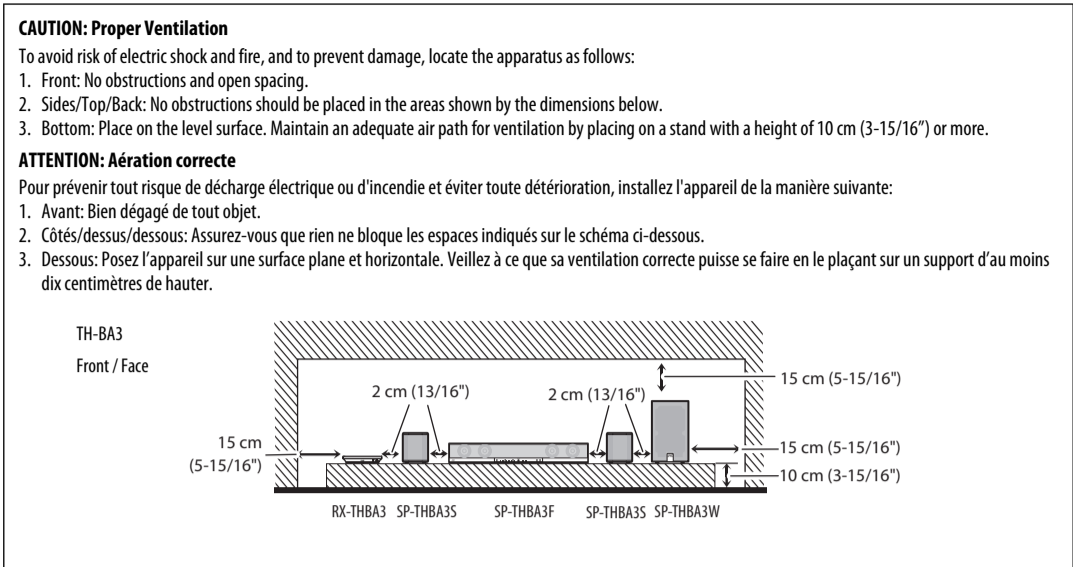 CAUTION: Proper Ventilation
To avoid risk of electric shock and fire, and to prevent damage, locate the apparatus as follows:
1. Front: No obstructions and open spacing.
2. Sides/Top/Back: No obstructions should be placed in the areas shown by the dimensions below.
3. Bottom: Place on the level surface. Maintain an adequate air path for ventilation by placing on a stand with a height of 10 cm (3-15/16”) or more.
ATTENTION: Aération correcte
Pour prévenir tout risque de décharge électrique ou d'incendie et éviter toute détérioration, installez l'appareil de la manière suivante:
1. Avant: Bien dégagé de tout objet.
2. Côtés/dessus/dessous: Assurez-vous que rien ne bloque les espaces indiqués sur le schéma ci-dessous.
3. Dessous: Posez l’appareil sur une surface plane et horizontale. Veillez à ce que sa ventilation correcte puisse se faire en le plaçant sur un support d’au moins
dix centimètres de hauter.
TH-BA3
Front / Face
2 cm (13/16")
2 cm (13/16")
15 cm (5-15/16")
15 cm
(5-15/16")
15 cm (5-15/16")
10 cm (3-15/16")
RX-THBA3 SP-THBA3S SP-THBA3F SP-THBA3S SP-THBA3W